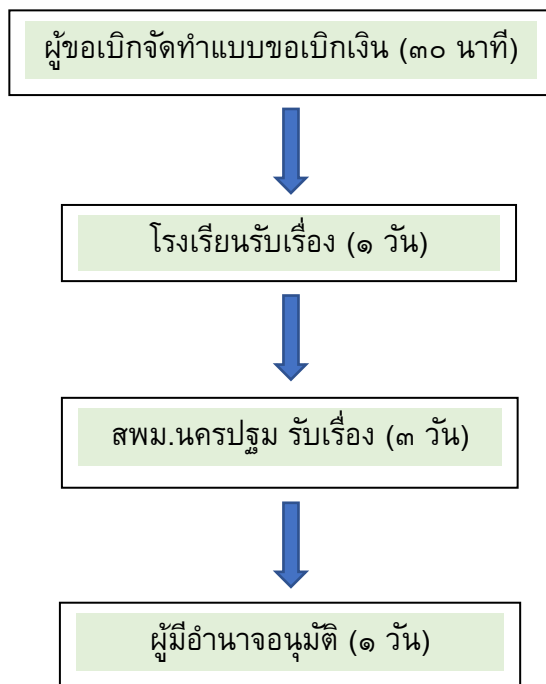 ผู้ขอเบิกจัดทำแบบขอเบิกเงิน (๓๐ นาที)
โรงเรียนรับเรื่อง (๑ วัน)
สพม.นครปฐม รับเรื่อง (๓ วัน)
ผู้มีอำนาจอนุมัติ (๑ วัน)